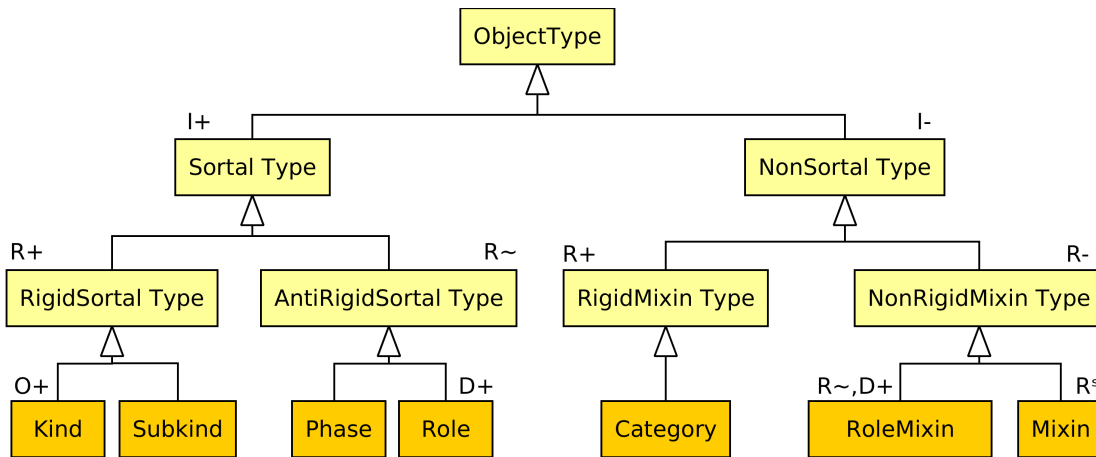 ObjectType
I+
I-
Sortal Type
NonSortal Type
R+
R~
R+
R-
RigidSortal Type
AntiRigidSortal Type
RigidMixin Type
NonRigidMixin Type
O+
D+
R~,D+
Kind
Subkind
Phase
Role
Category
RoleMixin
Mixin